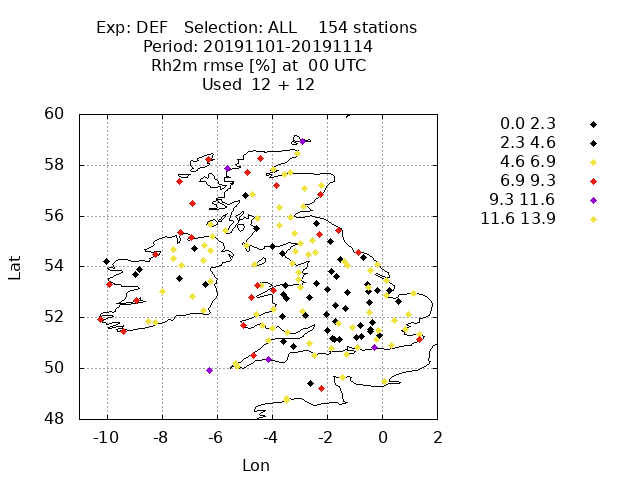 Exp: DEF Selection: ALL 154 stations
Period: 20191101-20191114
Rh2m rmse [%] at 00 UTC
Used 12 + 12
60
58
56
54
52
50
48
-10 -8 -6 -4 -2 0 2
Lat
Lon
0.0 2.3
2.3 4.6
4.6 6.9
6.9 9.3
9.3 11.6
11.6 13.9